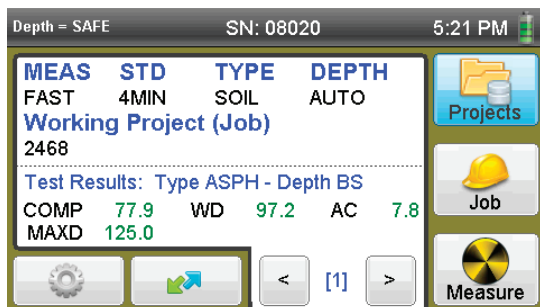 Depth = SAFE SN: 08020 5:21 PM
MEAS STD TYPE DEPTH
FAST 4MIN SOIL AUTO
Working Project (Job)
2468
Test Results: Type ASPH - Depth BS
COMP 77.9 WD 97.2 AC 7.8
MAXD 125.0
Projects
Job
Measure
< [1] >